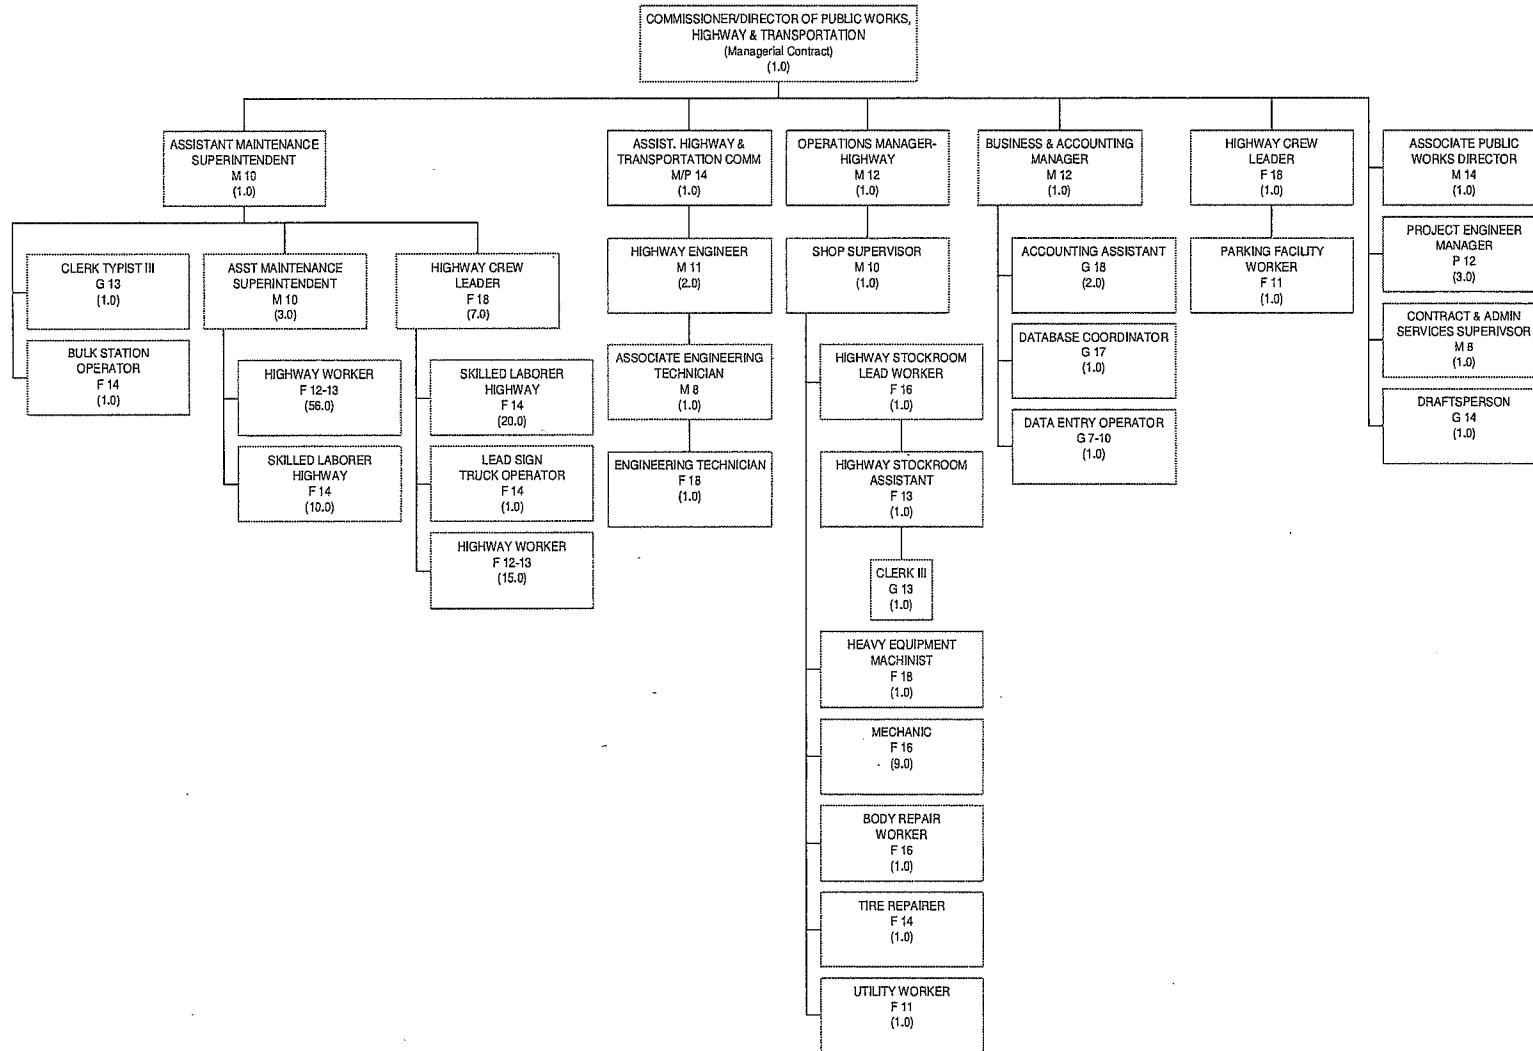 COMMISSIONER/DIRECTOR OF PUBLIC WORKS,
HIGHWAY & TRANSPORTATION
(Managerial Contract)
(1.0)
ASSISTANT MAINTENANCE
SUPERINTENDENT
M 10
(1.0)
ASSIST. HIGHWAY &
TRANSPORTATION COMM
M/P 14
(1.0)
OPERATIONS MANAGER-
HIGHWAY
M 12
(1.0)
BUSINESS & ACCOUNTING
MANAGER
M 12
(1.0)
HIGHWAY CREW
LEADER
F 18
(1.0)
ASSOCIATE PUBLIC
WORKS DIRECTOR
M 14
(1.0)
CLERK TYPIST III
G 13
(1.0)
BULK STATION
OPERATOR
F 14
(1.0)
ASST MAINTENANCE
SUPERINTENDENT
M 10
(3.0)
HIGHWAY WORKER
F 12-13
(56.0)
SKILLED LABORER
HIGHWAY
F 14
(10.0)
HIGHWAY CREW
LEADER
F 18
(7.0)
SKILLED LABORER
HIGHWAY
F 14
(20.0)
LEAD SIGN
TRUCK OPERATOR
F 14
(1.0)
HIGHWAY WORKER
F 12-13
(15.0)
HIGHWAY ENGINEER
M 11
(2.0)
ASSOCIATE ENGINEERING
TECHNICIAN
M 8
(1.0)
ENGINEERING TECHNICIAN
F 18
(1.0)
SHOP SUPERVISOR
M 10
(1.0)
HIGHWAY STOCKROOM
LEAD WORKER
F 16
(1.0)
HIGHWAY STOCKROOM
ASSISTANT
F 13
(1.0)
CLERK III
G 13
(1.0)
HEAVY EQUIPMENT
MACHINIST
F 18
(1.0)
MECHANIC
F 16
(9.0)
BODY REPAIR
WORKER
F 16
(1.0)
TIRE REPAIRER
F 14
(1.0)
UTILITY WORKER
F 11
(1.0)
ACCOUNTING ASSISTANT
G 18
(2.0)
DATABASE COORDINATOR
G 17
(1.0)
DATA ENTRY OPERATOR
G 7-10
(1.0)
PARKING FACILITY
WORKER
F 11
(1.0)
PROJECT ENGINEER
MANAGER
P 12
(3.0)
CONTRACT & ADMIN
SERVICES SUPERIVSOR
M 8
(1.0)
DRAFTSPERSON
G 14
(1.0)